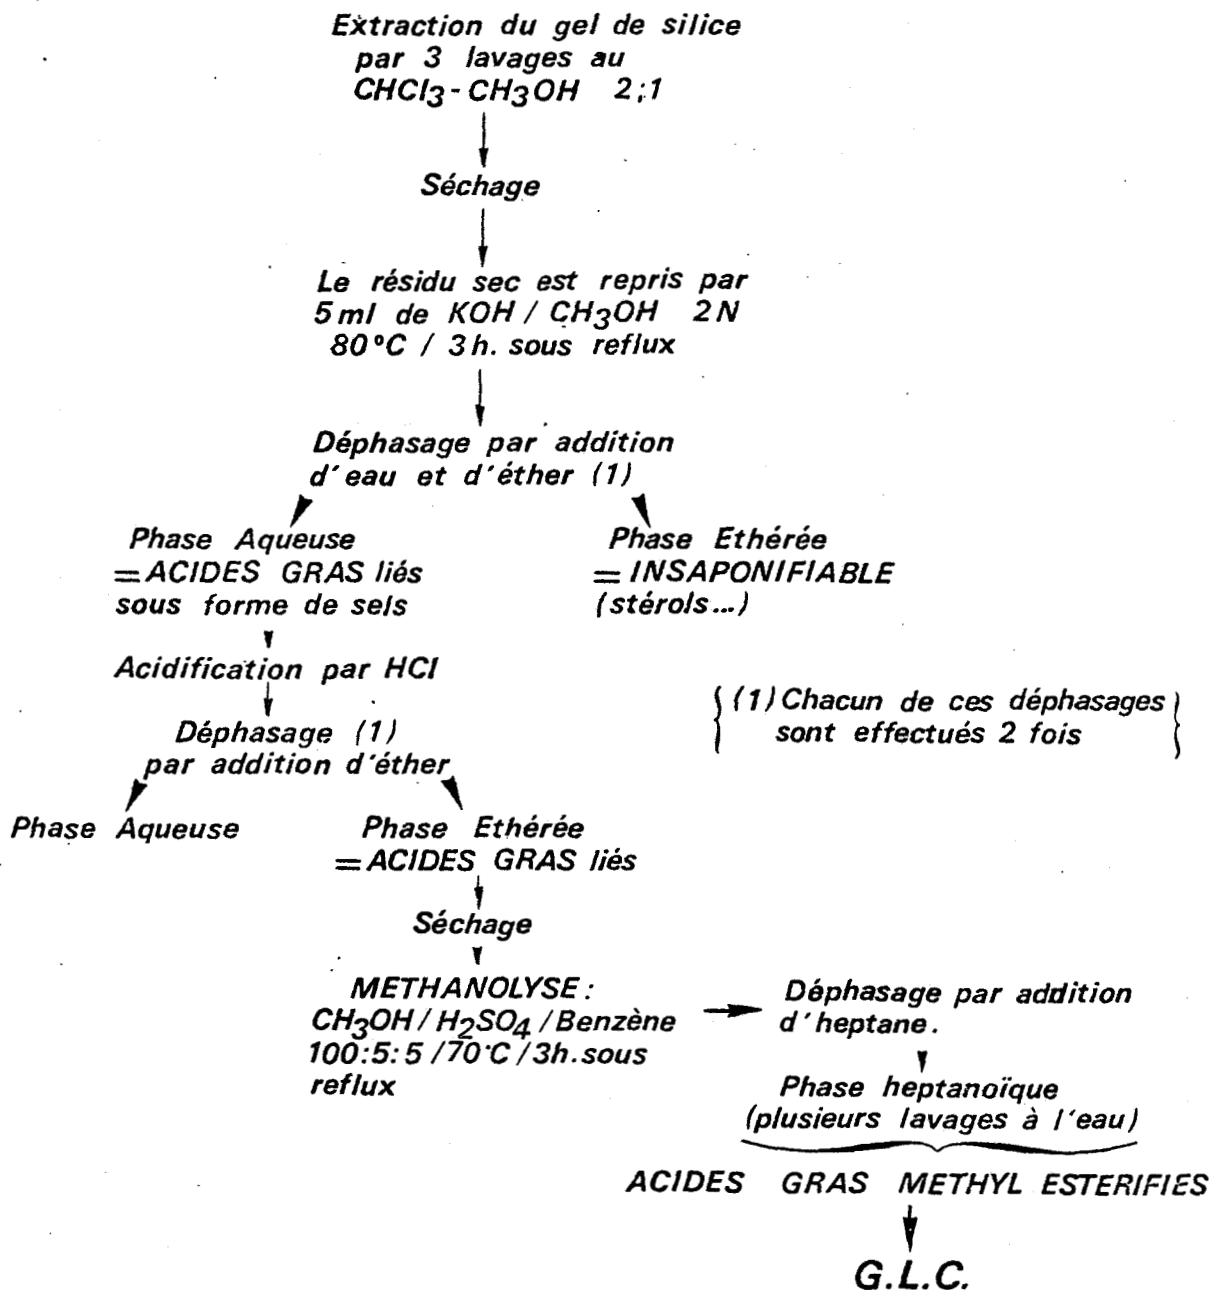 Extraction du gel de silice
par 3 lavages au
CHCl3 - CH3OH 2;1
Séchage
Le résidu sec est repris par
5 ml de KOH / CH3OH 2N
80°C / 3h. sous reflux
Déphasage par addition
d'eau et d'éther (1)
Phase Aqueuse
= ACIDES GRAS liés
sous forme de sels
Phase Ethérée
= INSAPONIFIABLE
(stérols...)
Acidification par HCl
Déphasage (1)
par addition d'éther
{(1) Chacun de ces déphasages
sont effectués 2 fois}
Phase Aqueuse
Phase Ethérée
= ACIDES GRAS liés
Séchage
METHANOLYSE :
CH3OH / H2SO4 / Benzène
100:5:5 / 70°C / 3h. sous
reflux
Déphasage par addition
d'heptane.
Phase heptanoïque
(plusieurs lavages à l'eau)
ACIDES GRAS METHYL ESTERIFIES
G.L.C.